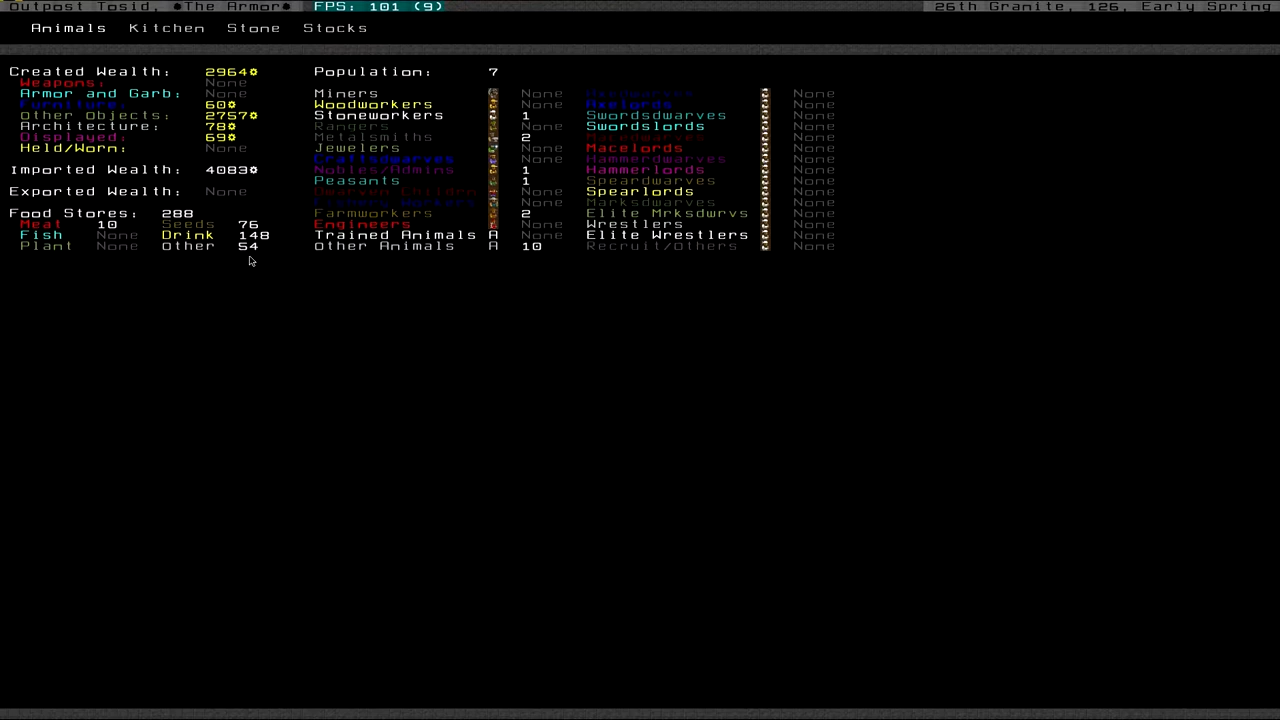 Outpost Tosid, *The Armor* FPS: 101 (9) 26th Granite, 126, Early Spring
Animals Kitchen Stone Stocks
Created Wealth: 2964☼ Population: 7
Weapons: None
Armor and Garb: None Miners None None
Furniture: 60☼ Woodworkers None Axelords None
Other Objects: 2757☼ Stoneworkers 1 Swordsdwarves None
Architecture: 78☼ Rangers None Swordslords None
Displayed: 69☼ Metalsmiths 2 Macedwarves None
Held/Worn: None Jewelers None Macelords None
Craftsdwarves None Hammerdwarves None
Imported Wealth: 4083☼ Nobles/Admins 1 Hammerlords None
Peasants 1 Speardwarves None
Exported Wealth: None Dwarven Childrn None Spearlords None
Fishery Workers None Marksdwarves None
Food Stores: 288 Farmworkers 2 Elite Mrksdwrvs None
Meat 10 Seeds 76 Engineers None Wrestlers None
Fish None Drink 148 Trained Animals A None Elite Wrestlers None
Plant None Other 54 Other Animals A 10 Recruit/Others None